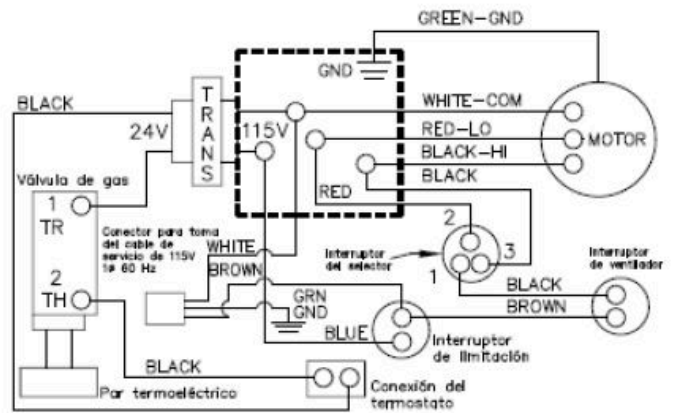 GREEN-GND
GND
BLACK
TRANS
24V
115V
WHITE-COM
RED-LO
BLACK-HI
BLACK
MOTOR
RED
Válvula de gas
1
TR
2
TH
Conector para toma
del cable de
servicio de 115V
1ø 60 Hz
WHITE
BROWN
GRN
GND
BLUE
Interruptor
del selector
2
3
1
Interruptor
de ventilador
BLACK
BROWN
Interruptor
de limitación
BLACK
Par termoeléctrico
Conexión del
termostato